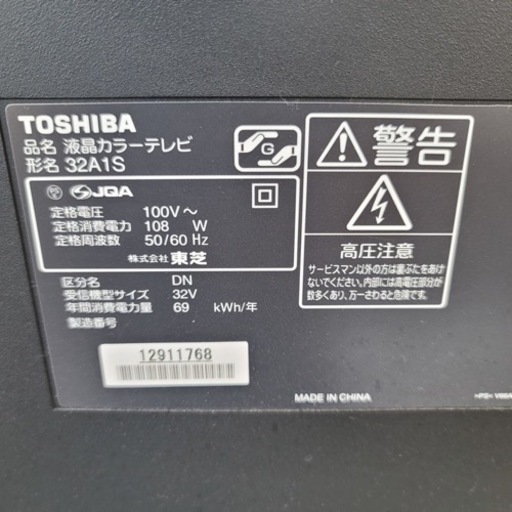 TOSHIBA
品名 液晶カラーテレビ
形名 32A1S
G
JQA
定格電圧 100V～
定格消費電力 108 W
定格周波数 50/60 Hz
株式会社 東芝
区分名 DN
受信機型サイズ 32V
年間消費電力量 69 kWh/年
製造番号
12911768
警告
高圧注意
サービスマン以外の方は裏ぶたをあけ
ないでください。内部には高電圧部分が
数多くあり、万一さわると危険です。
MADE IN CHINA